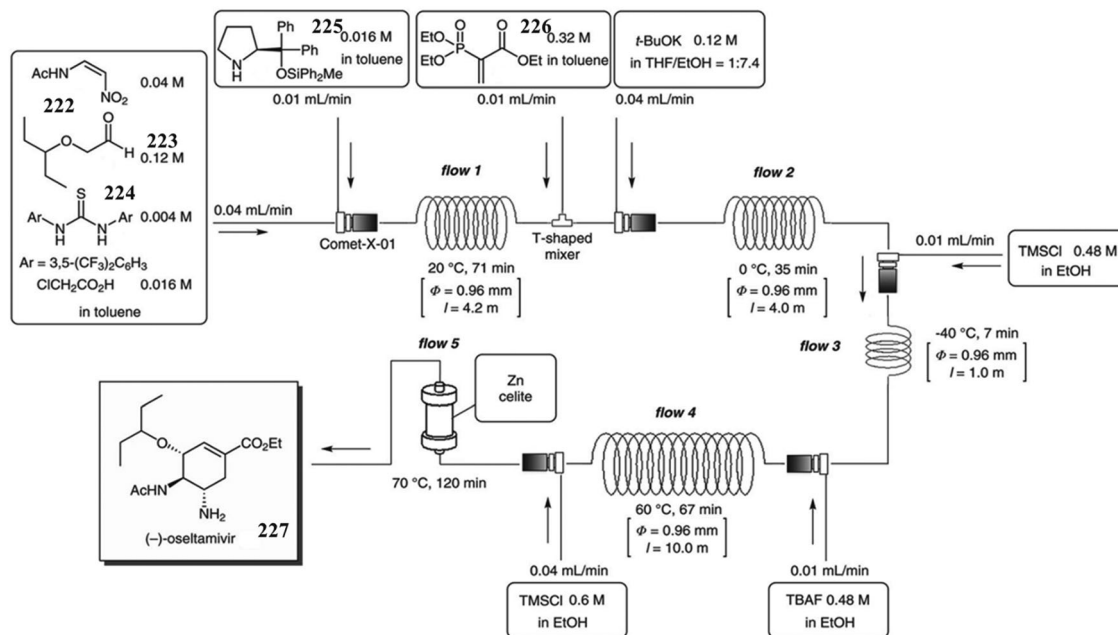 AcHN
NO2
0.04 M
222
O
O
H
223
0.12 M
224
S
Ar
N
H
N
H
Ar
0.004 M
Ar = 3,5-(CF3)2C6H3
ClCH2CO2H 0.016 M
in toluene
0.04 mL/min
225
N
H
Ph
Ph
OSiPh2Me
0.016 M
in toluene
0.01 mL/min
226
EtO
EtO
P
O
O
OEt
0.32 M
in toluene
0.01 mL/min
t-BuOK 0.12 M
in THF/EtOH = 1:7.4
0.04 mL/min
Comet-X-01
flow 1
20 °C, 71 min
Φ = 0.96 mm
l = 4.2 m
T-shaped
mixer
flow 2
0 °C, 35 min
Φ = 0.96 mm
l = 4.0 m
0.01 mL/min
TMSCl 0.48 M
in EtOH
flow 3
-40 °C, 7 min
Φ = 0.96 mm
l = 1.0 m
flow 4
60 °C, 67 min
Φ = 0.96 mm
l = 10.0 m
0.01 mL/min
TBAF 0.48 M
in EtOH
0.04 mL/min
TMSCl 0.6 M
in EtOH
flow 5
Zn
celite
70 °C, 120 min
O
CO2Et
AcHN
NH2
227
(–)-oseltamivir